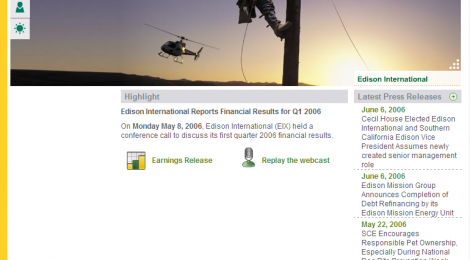 Edison International
Highlight
Edison International Reports Financial Results for Q1 2006
On Monday May 8, 2006, Edison International (EIX) held a
conference call to discuss its first quarter 2006 financial results.
Earnings Release
Replay the webcast
Latest Press Releases
June 6, 2006
Cecil House Elected Edison
International and Southern
California Edison Vice
President Assumes newly
created senior management
role
June 6, 2006
Edison Mission Group
Announces Completion of
Debt Refinancing by its
Edison Mission Energy Unit
May 22, 2006
SCE Encourages
Responsible Pet Ownership,
Especially During National
Dog Bite Prevention Week